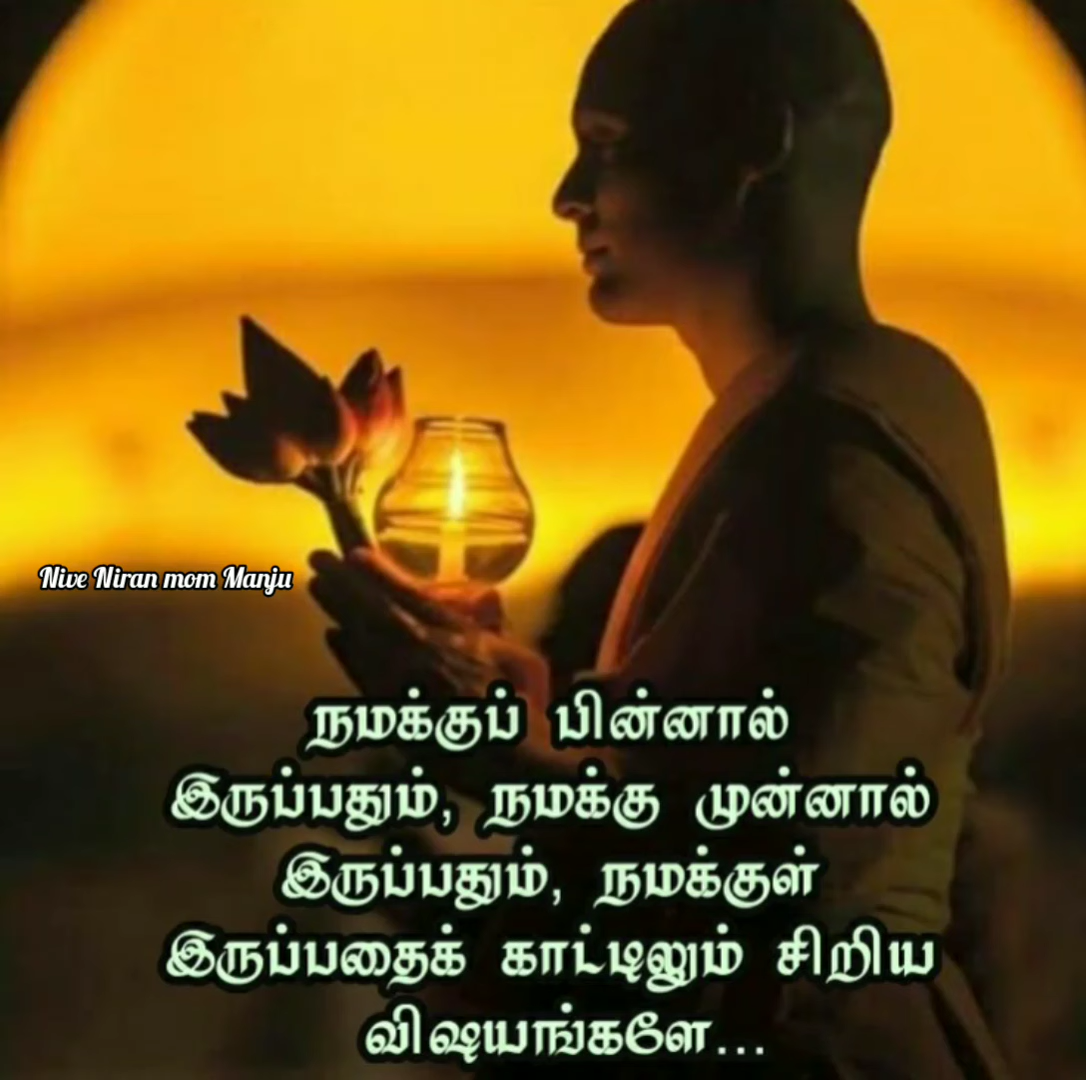 Nive Niran mom Manju
நமக்குப் பின்னால்
இருப்பதும், நமக்கு முன்னால்
இருப்பதும், நமக்குள்
இருப்பதைக் காட்டிலும் சிறிய
விஷயங்களே...